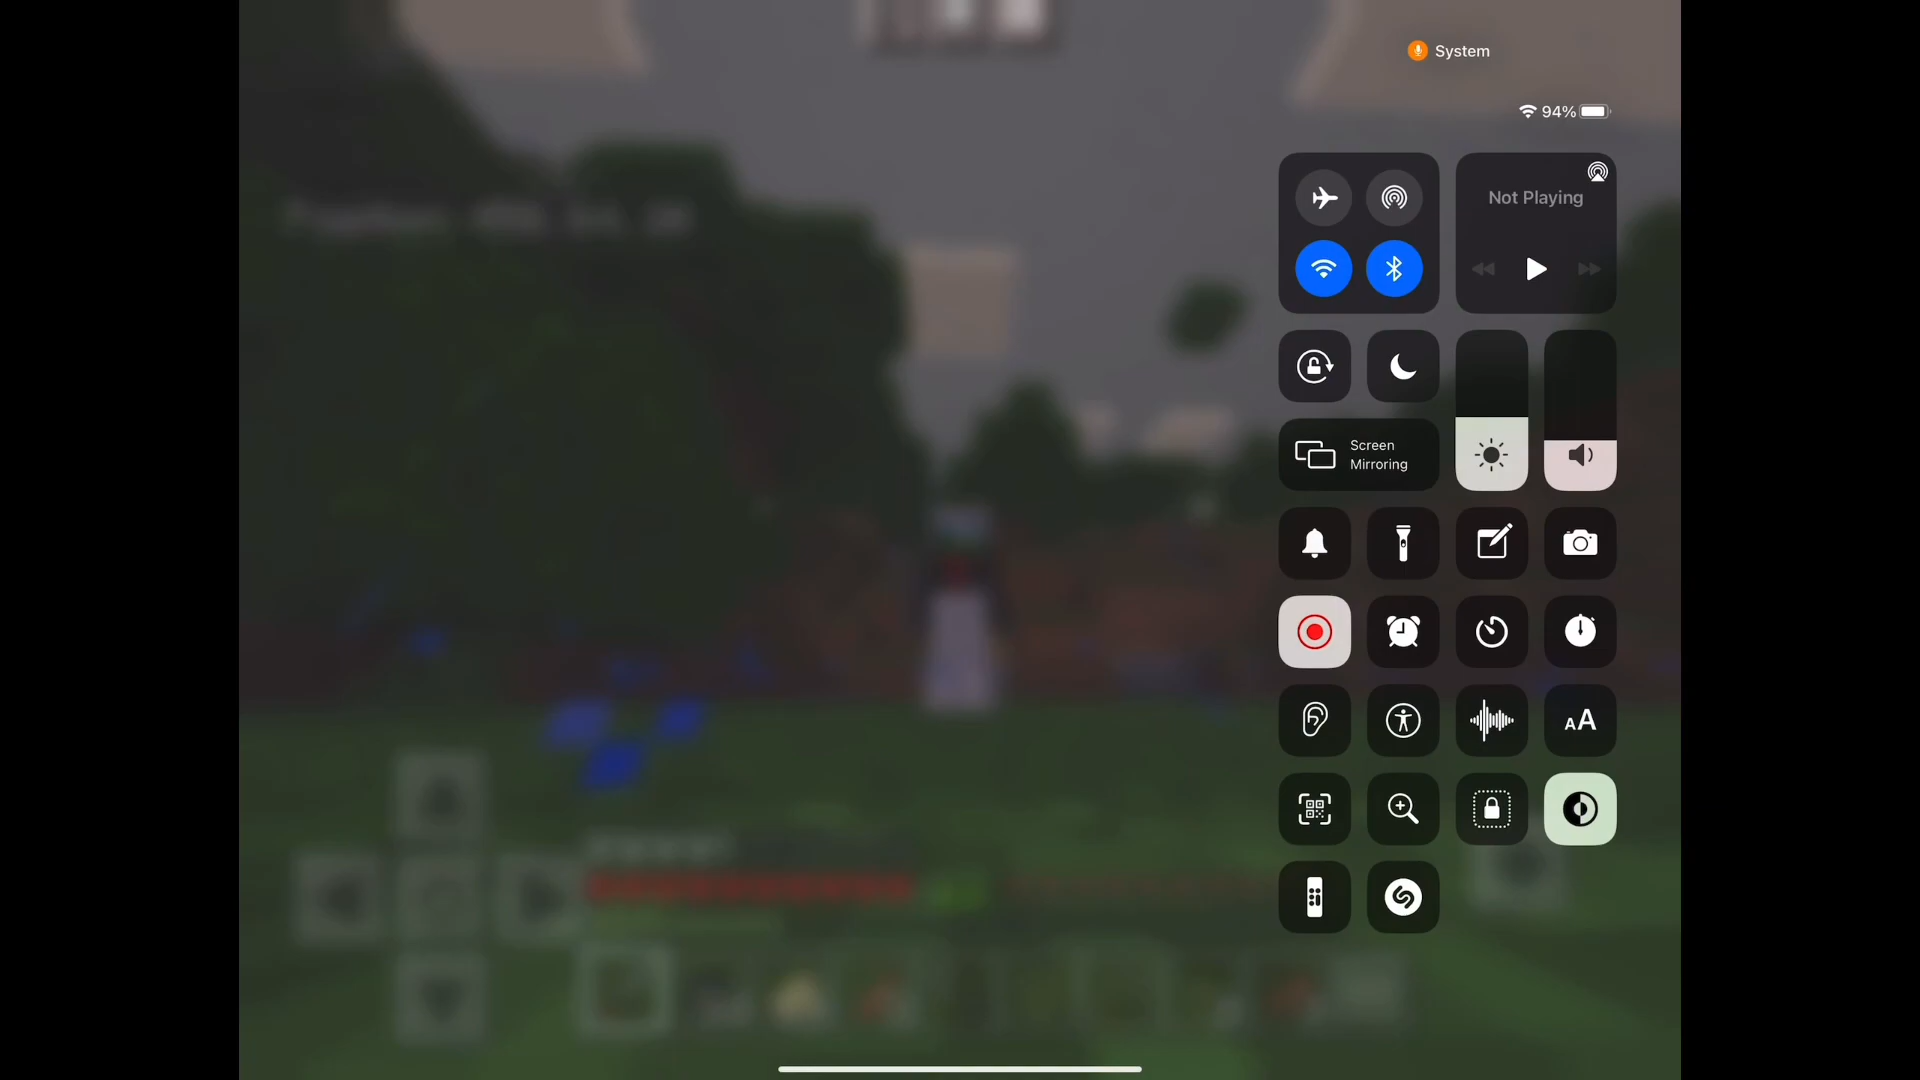 System
94%
Not Playing
Screen
Mirroring
AA